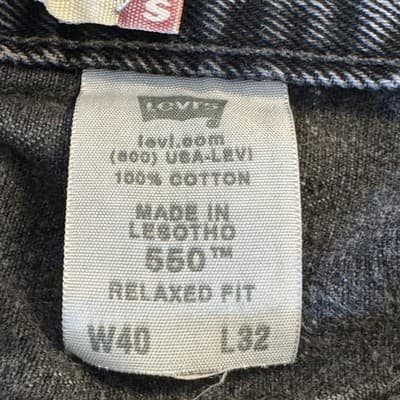 's
Levi's
levi.com
(800) USA-LEVI
100% COTTON
MADE IN
LESOTHO
550™
RELAXED FIT
W40 L32